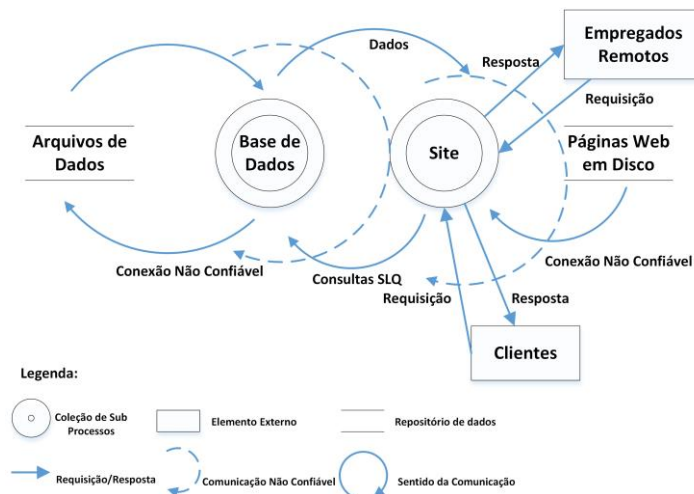 Dados
Resposta
Empregados
Remotos
Requisição
Arquivos de
Dados
Base de
Dados
Site
Páginas Web
em Disco
Conexão Não Confiável
Consultas SLQ
Conexão Não Confiável
Requisição
Resposta
Clientes
Legenda:
Coleção de Sub
Processos
Elemento Externo
Repositório de dados
Requisição/Resposta
Comunicação Não Confiável
Sentido da Comunicação